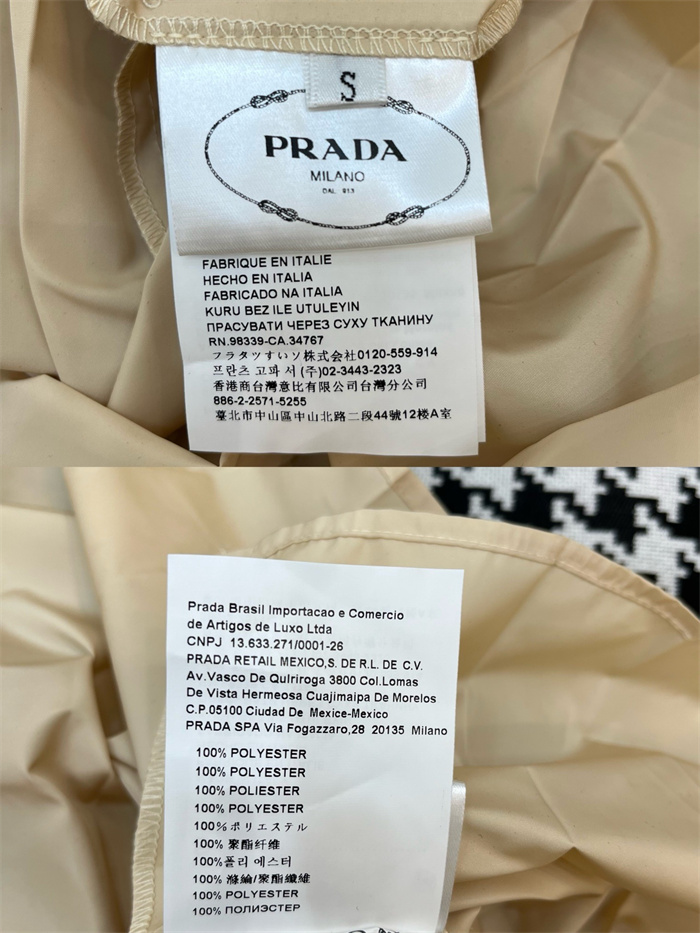 S
PRADA
MILANO
DAL 913
FABRIQUE EN ITALIE
HECHO EN ITALIA
FABRICADO NA ITALIA
KURU BEZ ILE UTULEYIN
ПРАСУВАТИ ЧЕРЕЗ СУХУ ТКАНИНУ
RN.98339-CA.34767
フラタツすいソ株式会社0120-559-914
프란츠 고파 서 (주)02-3443-2323
香港商台灣意比有限公司台灣分公司
886-2-2571-5255
臺北市中山區中山北路二段44號12楼A室
Prada Brasil Importacao e Comercio
de Artigos de Luxo Ltda
CNPJ 13.633.271/0001-26
PRADA RETAIL MEXICO,S. DE R.L. DE C.V.
Av.Vasco De Qulriroga 3800 Col.Lomas
De Vista Hermeosa Cuajimaipa De Morelos
C.P.05100 Ciudad De Mexice-Mexico
PRADA SPA Via Fogazzaro,28 20135 Milano
100% POLYESTER
100% POLYESTER
100% POLIESTER
100% POLYESTER
100%ポリエステル
100% 聚酯纤维
100%폴리 에스터
100% 滌綸/聚酯纖維
100% POLYESTER
100% ПОЛИЭСТЕР